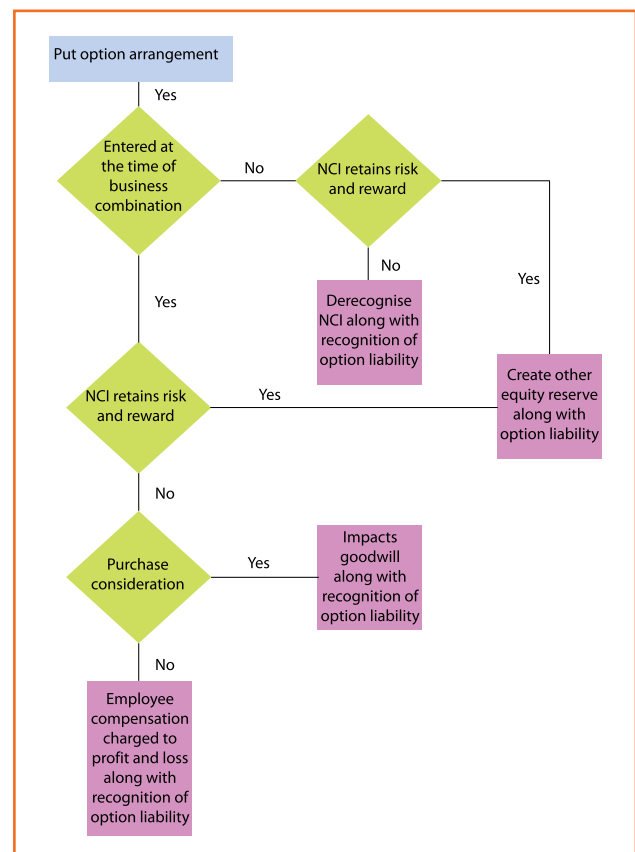 Put option arrangement
Yes
Entered at
the time of
business
combination
No
NCI retains risk
and reward
No
Yes
Derecognise
NCI along with
recognition of
option liability
Yes
Create other
equity reserve
along with
option liability
NCI retains risk
and reward
Yes
No
Purchase
consideration
Yes
Impacts
goodwill
along with
recognition of
option liability
No
Employee
compensation
charged to
profit and loss
along with
recognition of
option liability